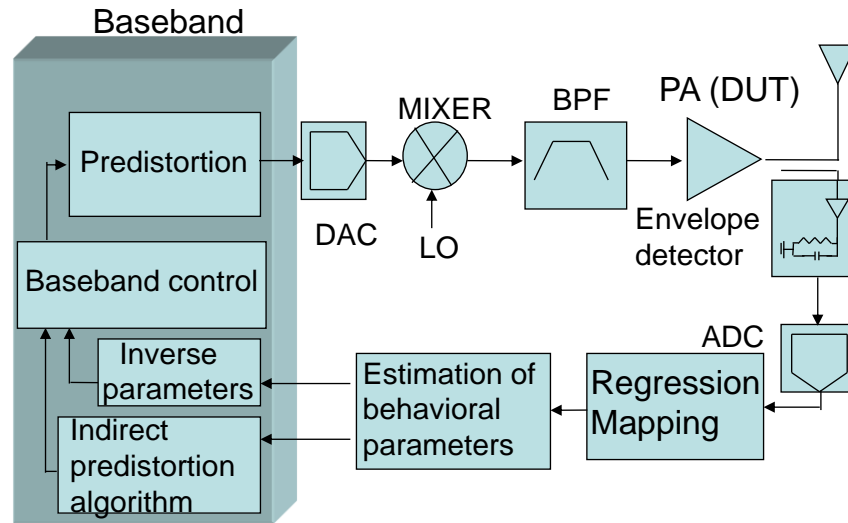 Baseband
Predistortion
DAC
MIXER
LO
BPF
PA (DUT)
Envelope
detector
ADC
Regression
Mapping
Estimation of
behavioral
parameters
Baseband control
Inverse
parameters
Indirect
predistortion
algorithm